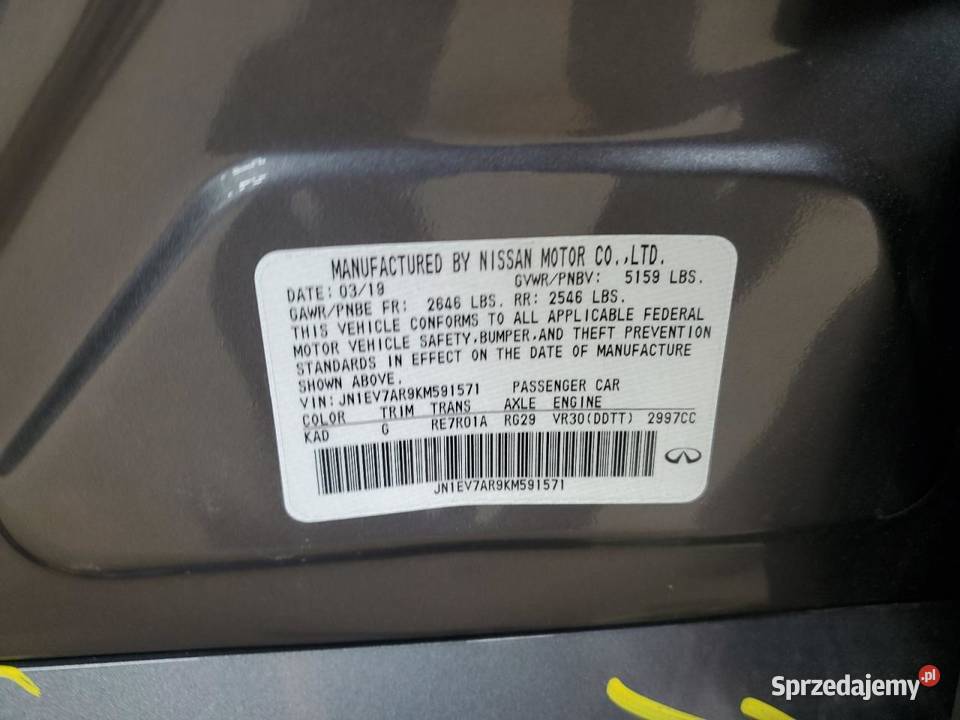 MANUFACTURED BY NISSAN MOTOR CO.,LTD.
DATE: 03/19 GVWR/PNBV: 5159 LBS.
GAWR/PNBE FR: 2646 LBS. RR: 2546 LBS.
THIS VEHICLE CONFORMS TO ALL APPLICABLE FEDERAL
MOTOR VEHICLE SAFETY,BUMPER,AND THEFT PREVENTION
STANDARDS IN EFFECT ON THE DATE OF MANUFACTURE
SHOWN ABOVE.
VIN:JN1EV7AR9KM591571 PASSENGER CAR
COLOR TRIM TRANS AXLE ENGINE
KAD G RE7R01A RG29 VR30(DDTT) 2997CC
JN1EV7AR9KM591571
Sprzedajemy.pl